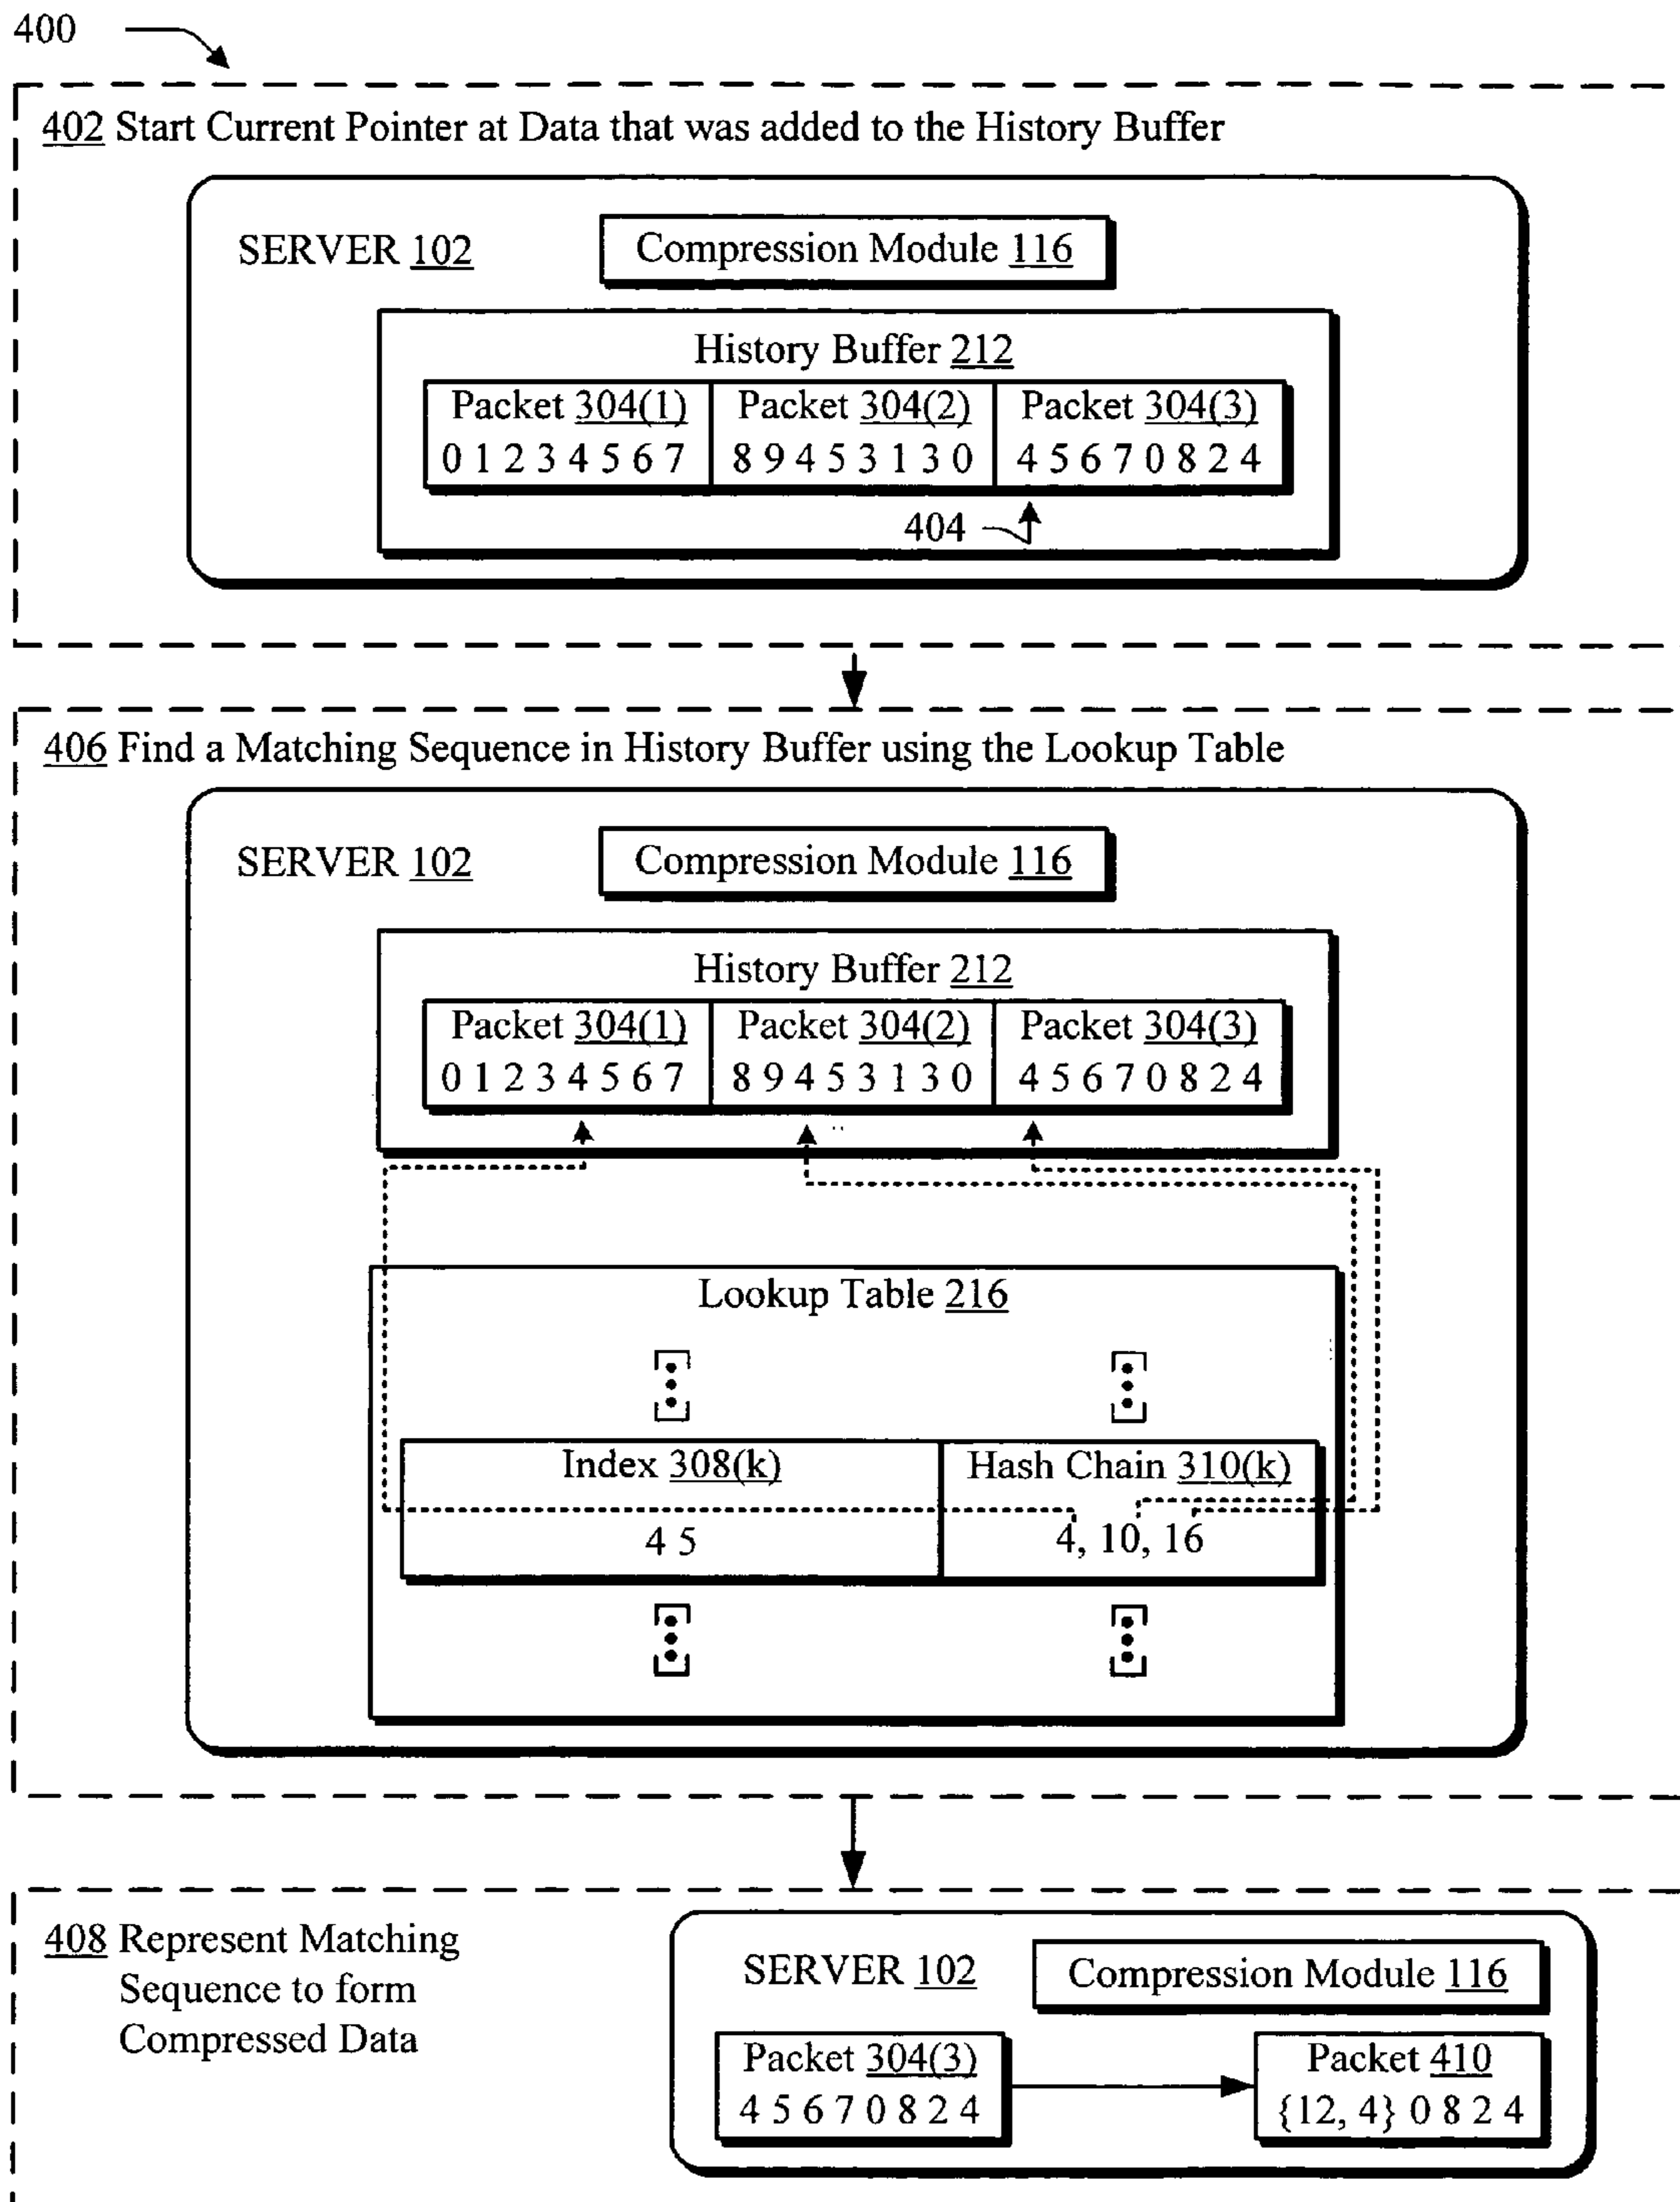 400
402 Start Current Pointer at Data that was added to the History Buffer
SERVER 102
Compression Module 116
History Buffer 212
Packet 304(1) Packet 304(2) Packet 304(3)
0 1 2 3 4 5 6 7 8 9 4 5 3 1 3 0 4 5 6 7 0 8 2 4
404
406 Find a Matching Sequence in History Buffer using the Lookup Table
SERVER 102
Compression Module 116
History Buffer 212
Packet 304(1) Packet 304(2) Packet 304(3)
0 1 2 3 4 5 6 7 8 9 4 5 3 1 3 0 4 5 6 7 0 8 2 4
Lookup Table 216
Index 308(k) Hash Chain 310(k)
4 5 4, 10, 16
408 Represent Matching
Sequence to form
Compressed Data
SERVER 102
Compression Module 116
Packet 304(3) Packet 410
4 5 6 7 0 8 2 4 {12, 4} 0 8 2 4